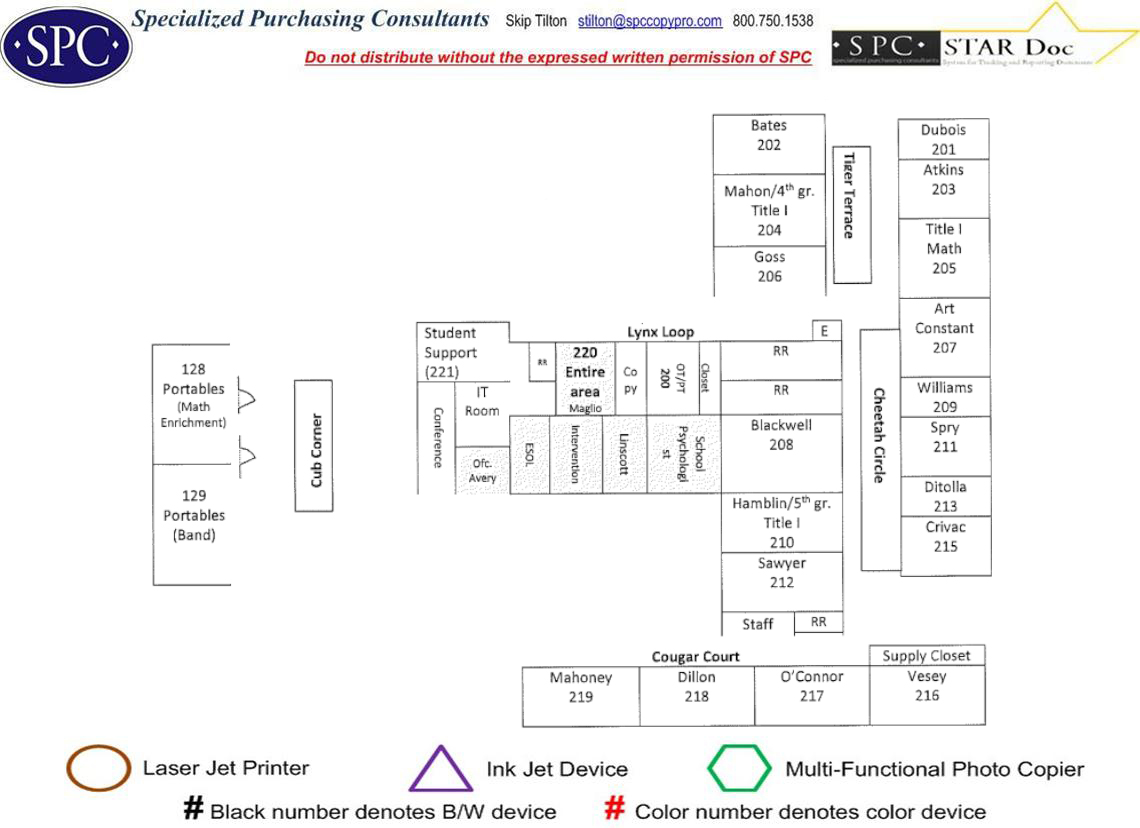 SPC
Specialized Purchasing Consultants Skip Tilton stilton@spccopypro.com 800.750.1538
Do not distribute without the expressed written permission of SPC
SPC STAR Doc
specialized purchasing consultants System for Tracking and Reporting Documents
Bates
202
Mahon/4th gr.
Title I
204
Goss
206
Tiger Terrace
Dubois
201
Atkins
203
Title I
Math
205
Art
Constant
207
Williams
209
Spry
211
Ditolla
213
Crivac
215
Cheetah Circle
Lynx Loop
E
Student
Support
(221)
RR
220
Entire
area
Maglio
Co
py
OT/PT
200
Closet
RR
RR
IT
Room
Conference
Ofc.
Avery
ESOL
Intervention
Linscott
School
Psychologi
st
Blackwell
208
Hamblin/5th gr.
Title I
210
Sawyer
212
Staff
RR
128
Portables
(Math
Enrichment)
129
Portables
(Band)
Cub Corner
Cougar Court
Supply Closet
Mahoney
219
Dillon
218
O'Connor
217
Vesey
216
Laser Jet Printer
Ink Jet Device
Multi-Functional Photo Copier
# Black number denotes B/W device
# Color number denotes color device